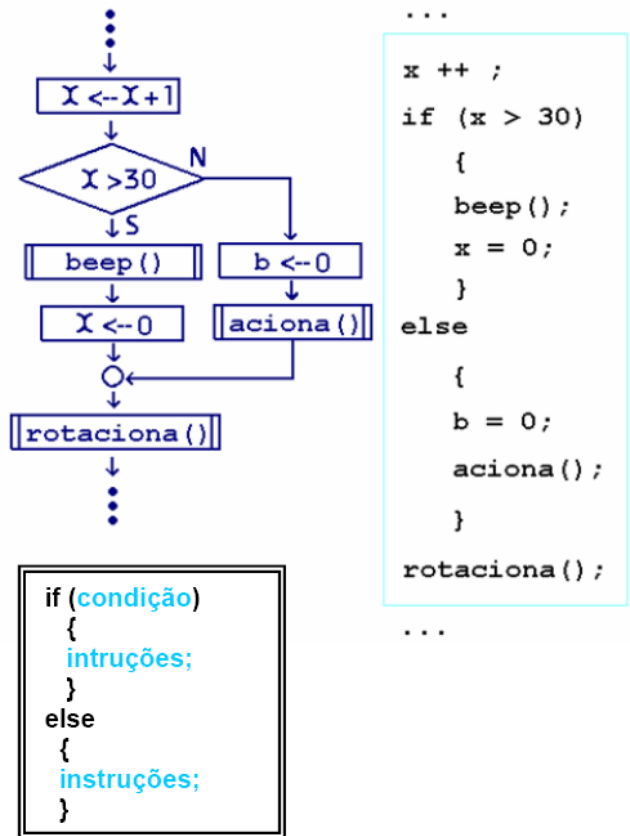 X <-- X+1
X >30
N
S
beep()
b <--0
X <--0
aciona()
rotaciona()
...
x ++ ;
if (x > 30)
{
beep();
x = 0;
}
else
{
b = 0;
aciona();
}
rotaciona();
...
if (condição)
{
intruções;
}
else
{
instruções;
}